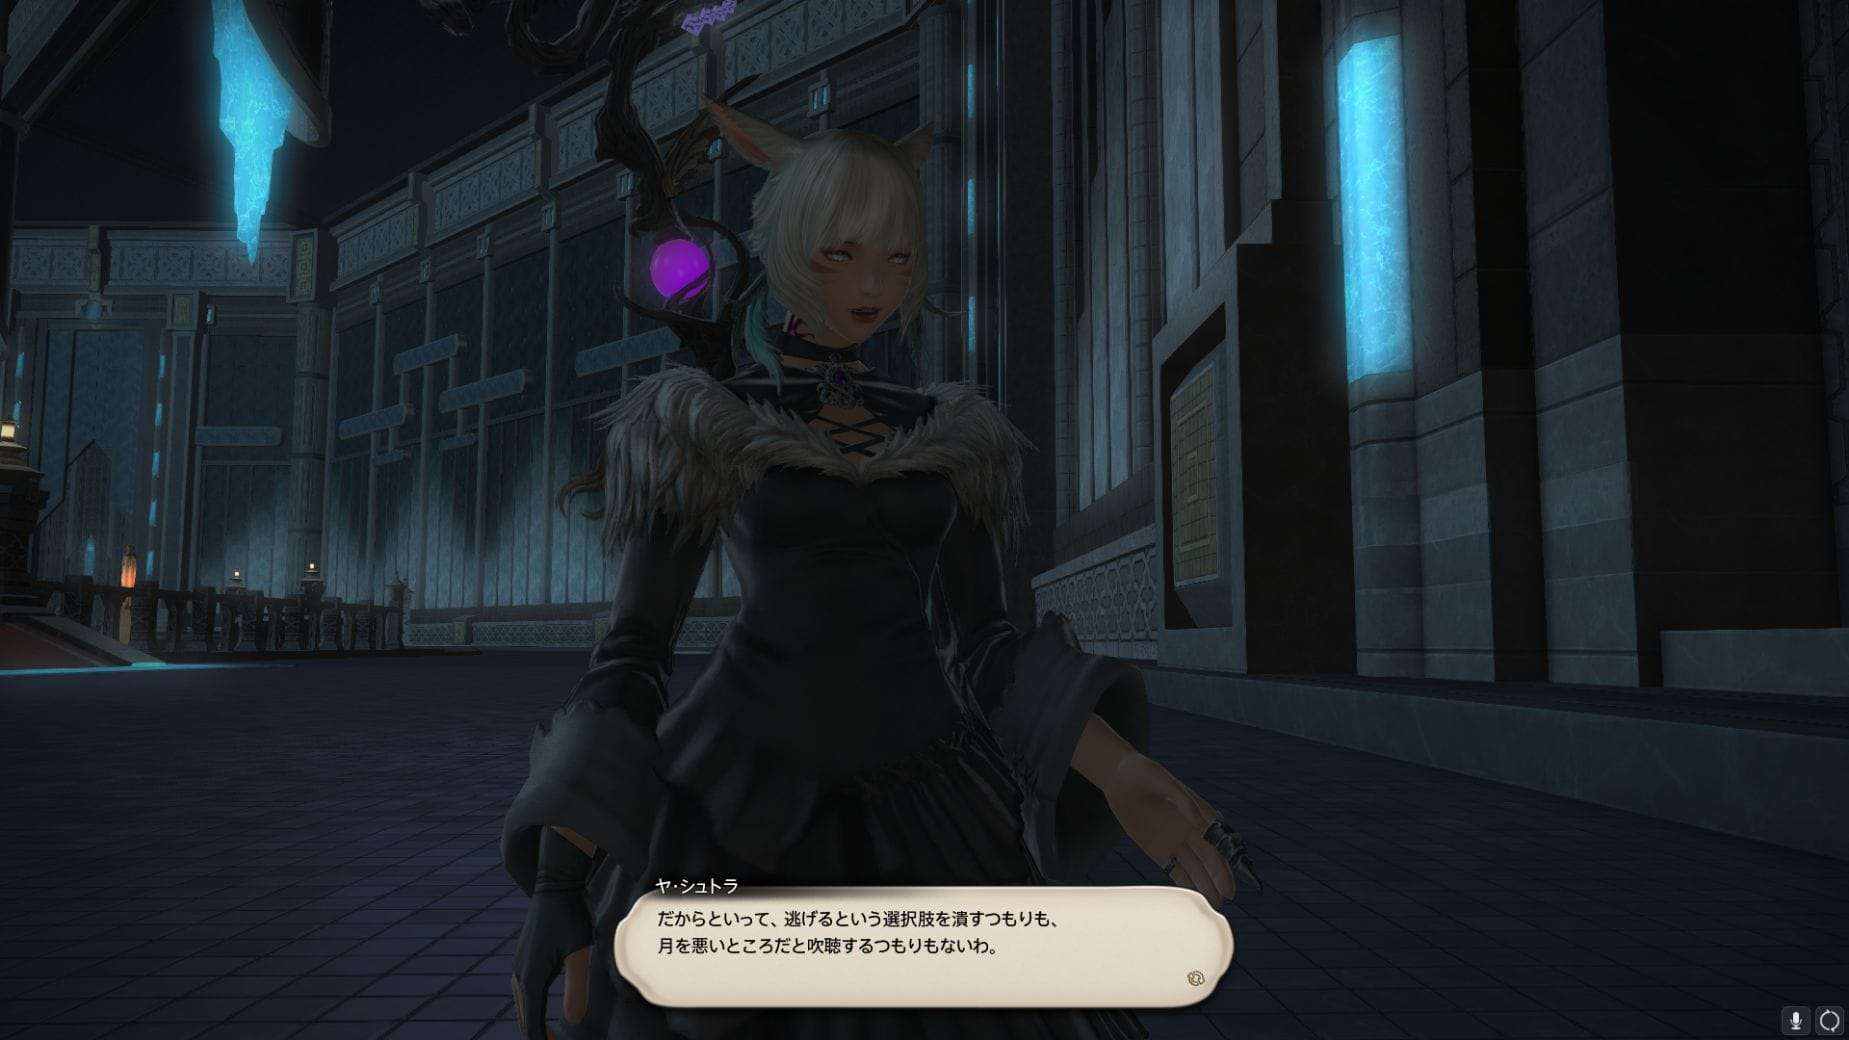 ヤ・シュトラ
だからといって、逃げるという選択肢を潰すつもりも、
月を悪いところだと吹聴するつもりもないわ。